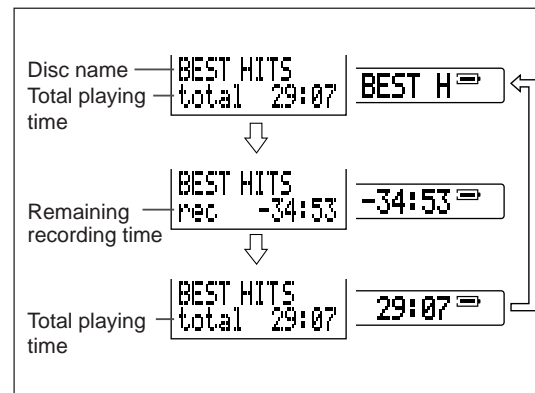 Disc name
Total playing
time
BEST HITS
total 29:07
BEST H
Remaining
recording time
BEST HITS
rec -34:53
-34:53
Total playing
time
BEST HITS
total 29:07
29:07